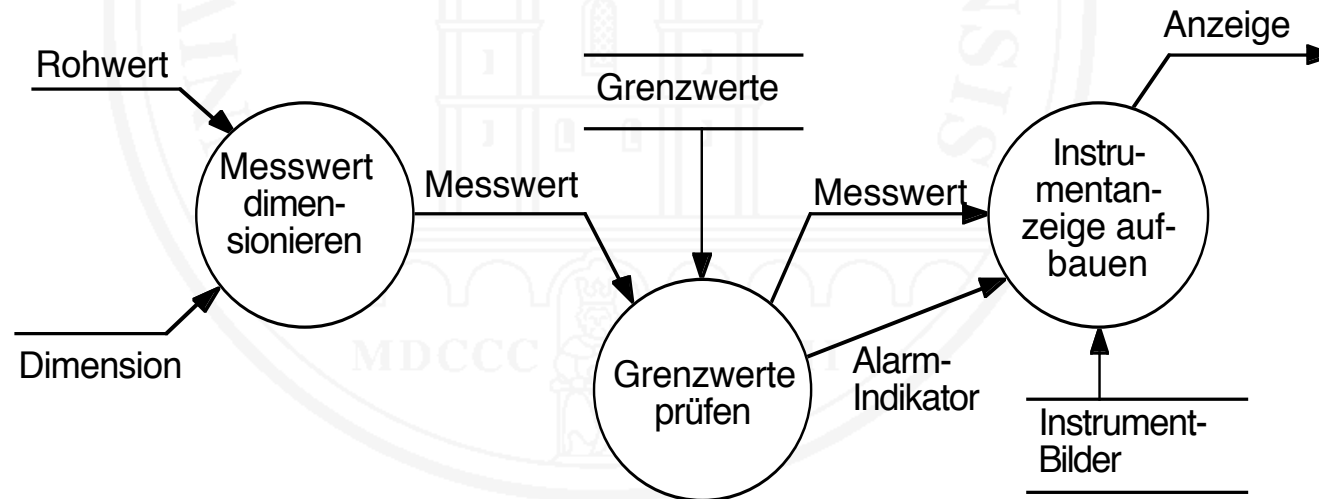 Anzeige
Rohwert
Grenzwerte
Messwert
dimen-
sionieren
Messwert
Messwert
Instru-
mentan-
zeige auf-
bauen
Dimension
MDCCC
Grenzwerte
prüfen
Alarm-
Indikator
Instrument-
Bilder